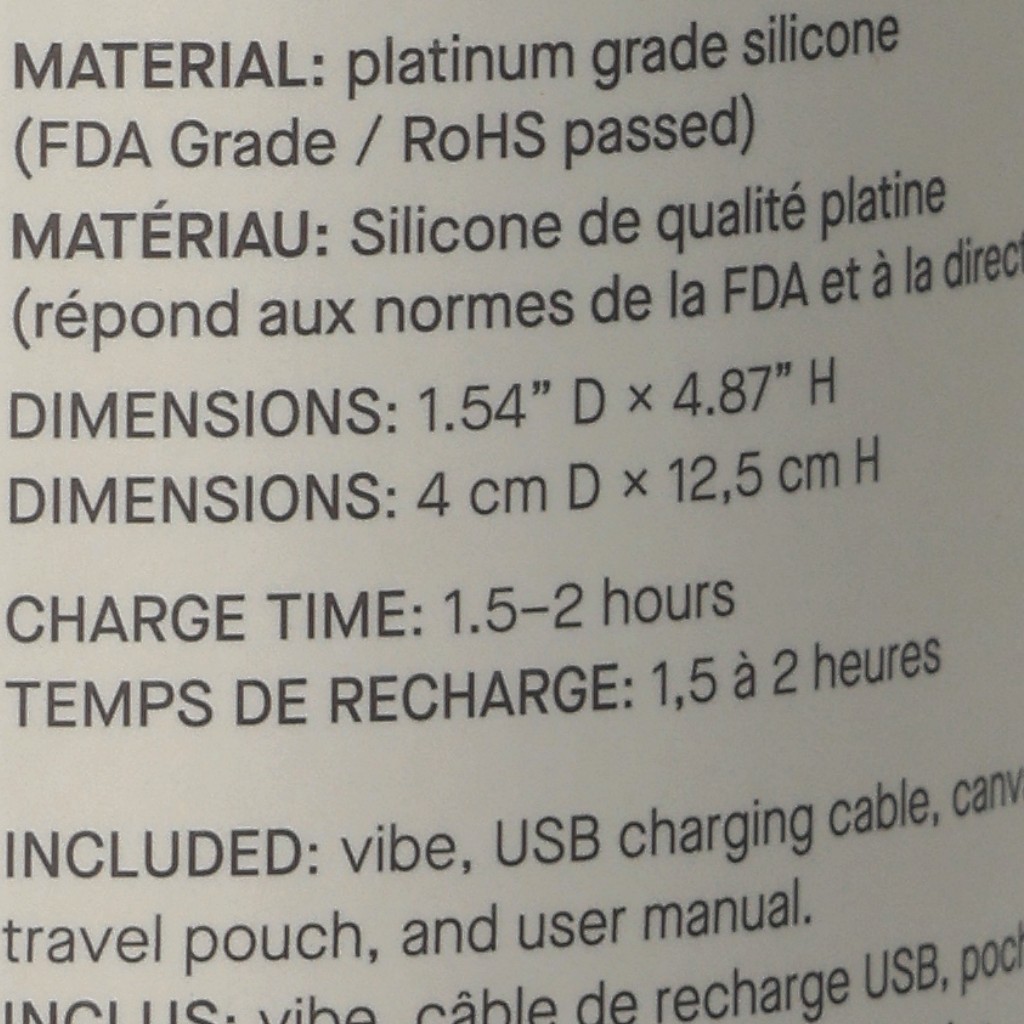 MATERIAL: platinum grade silicone
(FDA Grade / RoHS passed)
MATÉRIAU: Silicone de qualité platine
(répond aux normes de la FDA et à la
DIMENSIONS: 1.54” D × 4.87” H
DIMENSIONS: 4 cm D × 12,5 cm H
CHARGE TIME: 1.5–2 hours
TEMPS DE RECHARGE: 1,5 à 2 heures
INCLUDED: vibe, USB charging cable,
travel pouch, and user manual.
INCLUS: vibe, câble de recharge USB,